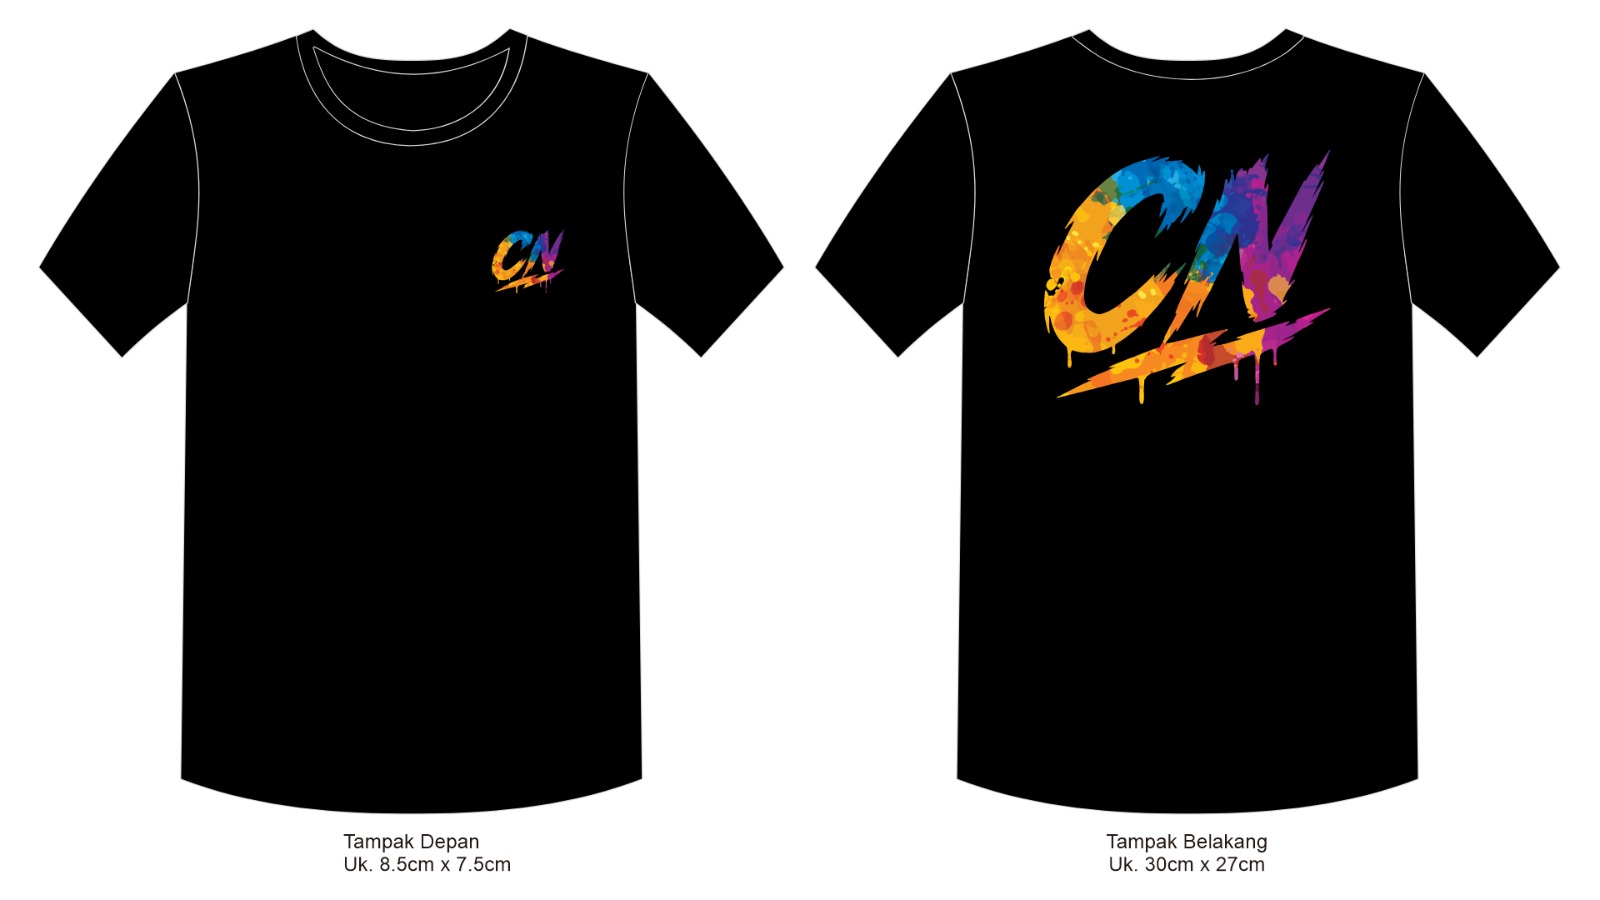 CN
CN
Tampak Depan
Uk. 8.5cm x 7.5cm
Tampak Belakang
Uk. 30cm x 27cm